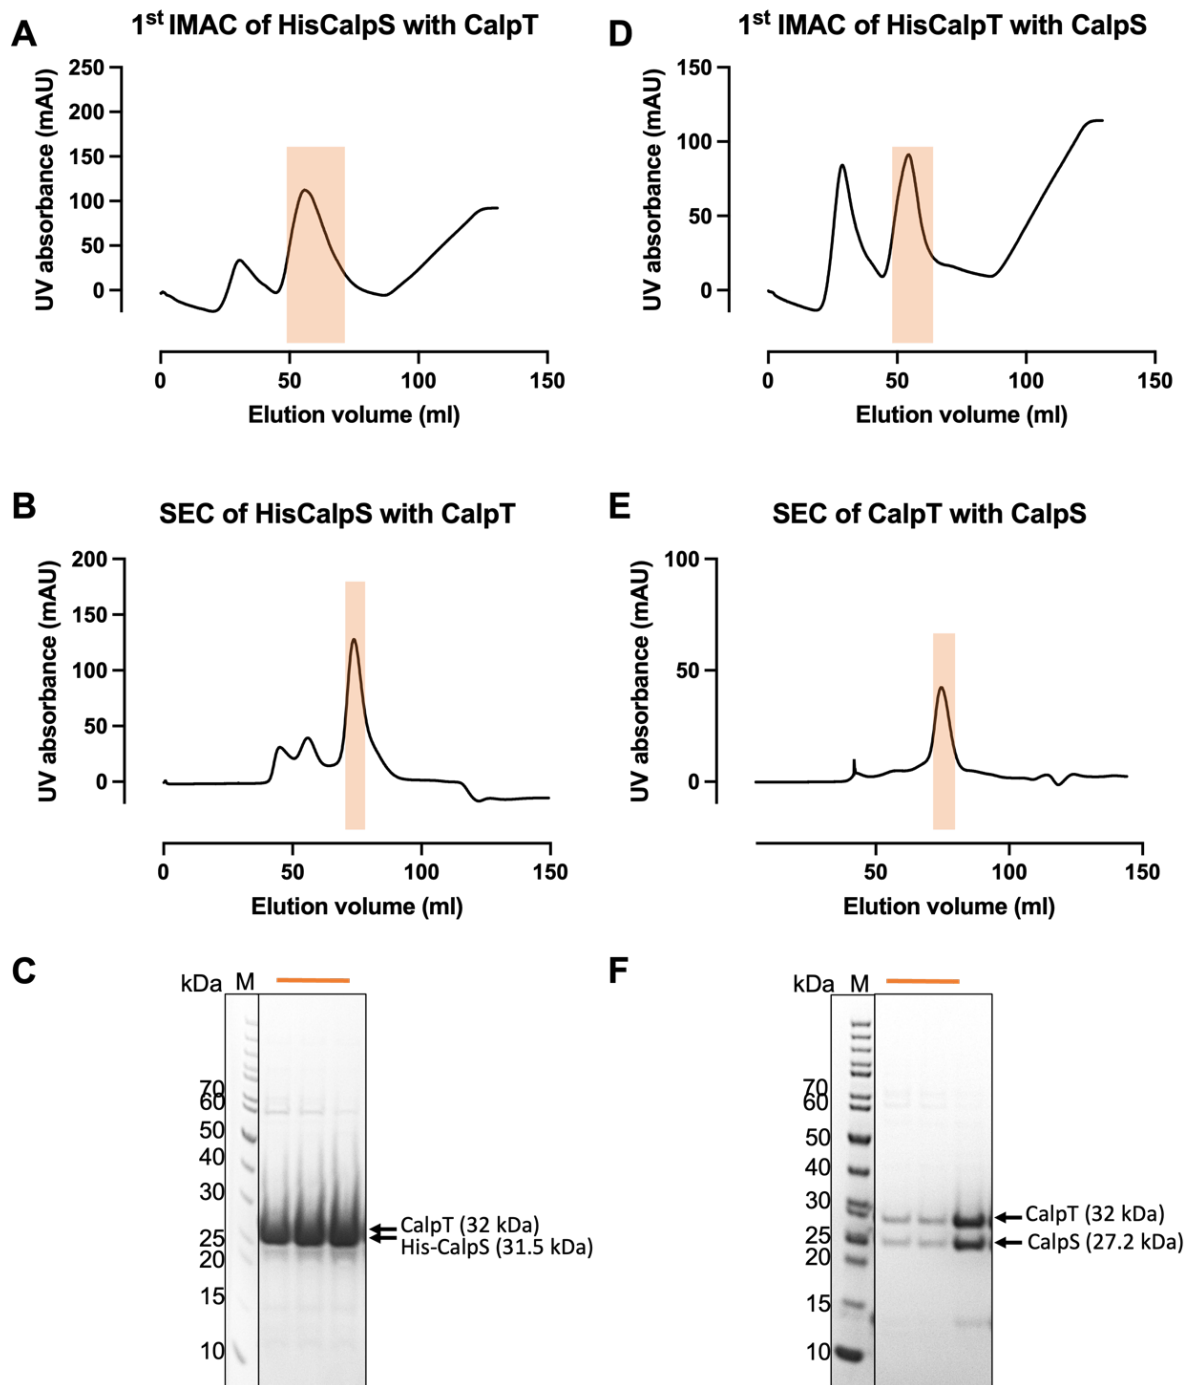 A
1st IMAC of HisCalpS with CalpT
UV absorbance (mAU)
250
200
150
100
50
0
0
50
100
150
Elution volume (ml)
D
1st IMAC of HisCalpT with CalpS
UV absorbance (mAU)
150
100
50
0
0
50
100
150
Elution volume (ml)
B
SEC of HisCalpS with CalpT
UV absorbance (mAU)
200
150
100
50
0
0
50
100
150
Elution volume (ml)
E
SEC of CalpT with CalpS
UV absorbance (mAU)
100
50
0
50
100
150
Elution volume (ml)
C
kDa M
70
60
50
40
30
25
20
15
10
CalpT (32 kDa)
His-CalpS (31.5 kDa)
F
kDa M
70
60
50
40
30
25
20
15
10
CalpT (32 kDa)
CalpS (27.2 kDa)